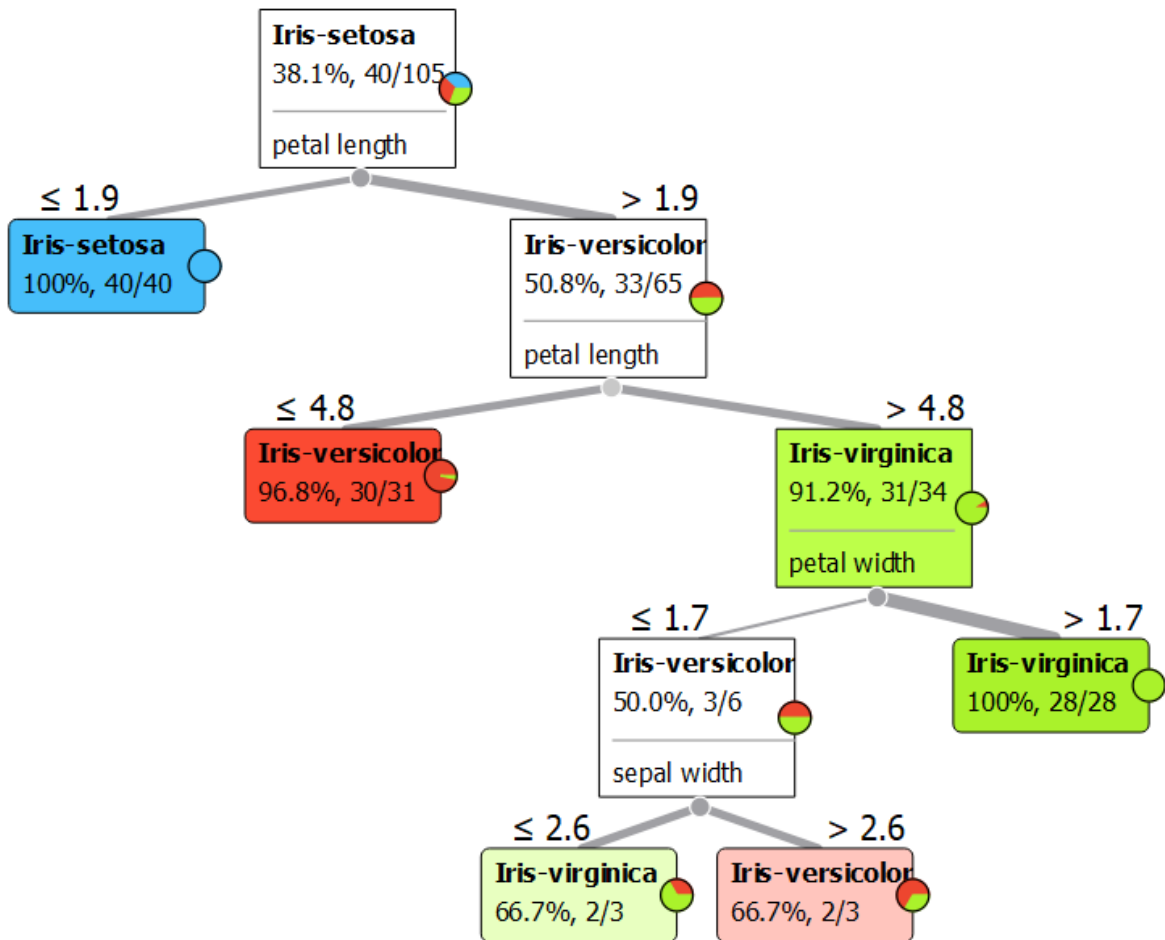 Iris-setosa
38.1%, 40/105
petal length
≤ 1.9
> 1.9
Iris-setosa
100%, 40/40
Iris-versicolor
50.8%, 33/65
petal length
≤ 4.8
> 4.8
Iris-versicolor
96.8%, 30/31
Iris-virginica
91.2%, 31/34
petal width
≤ 1.7
> 1.7
Iris-versicolor
50.0%, 3/6
sepal width
Iris-virginica
100%, 28/28
≤ 2.6
> 2.6
Iris-virginica
66.7%, 2/3
Iris-versicolor
66.7%, 2/3